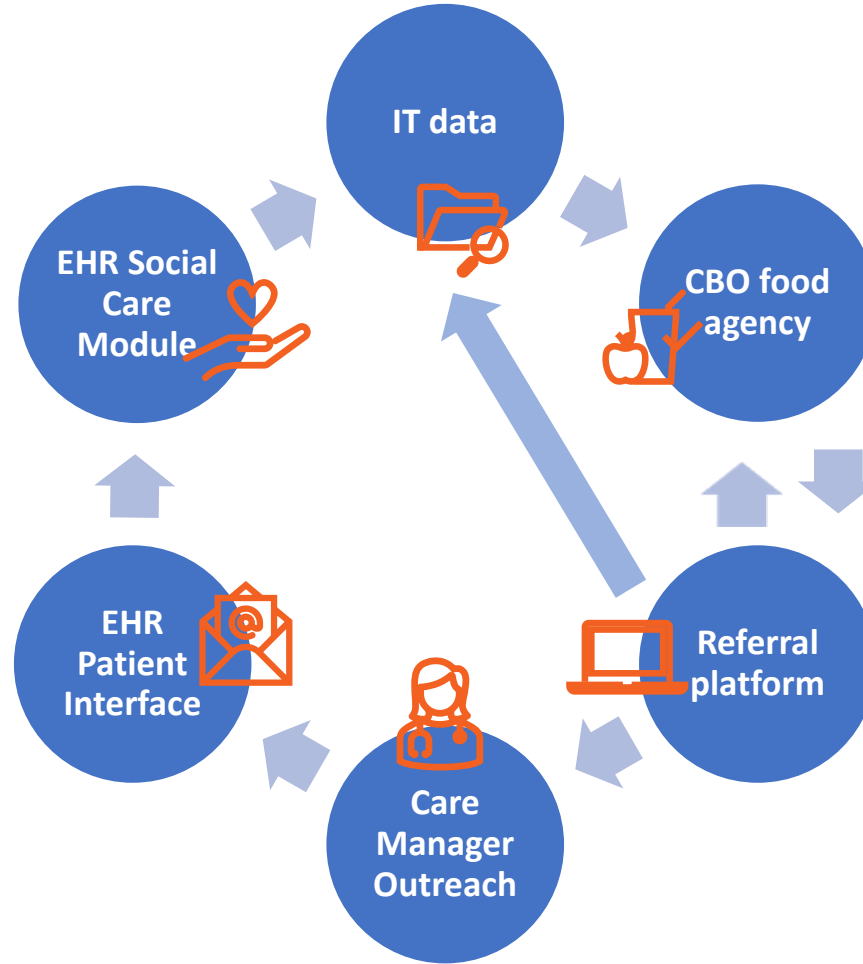 IT data
CBO food
agency
Referral
platform
Care
Manager
Outreach
EHR
Patient
Interface
EHR Social
Care
Module